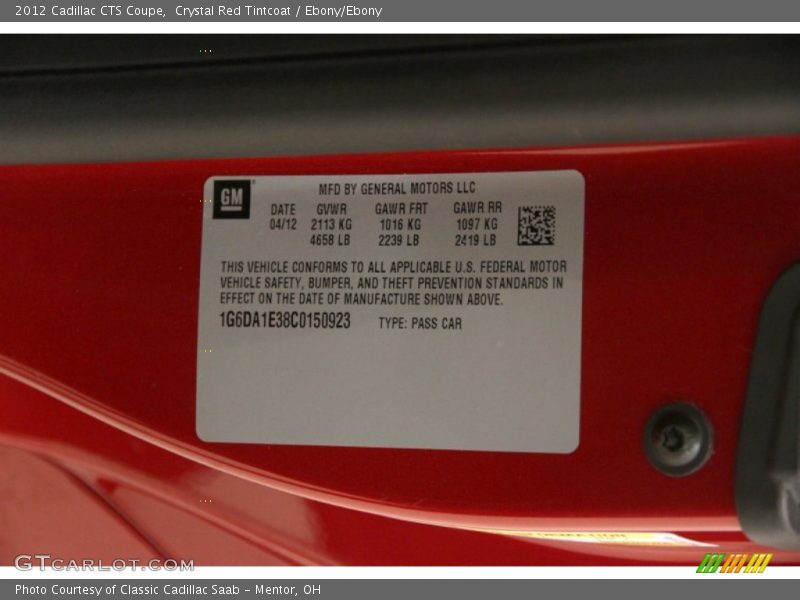 2012 Cadillac CTS Coupe,  Crystal Red Tintcoat / Ebony/Ebony
GM
MFD BY GENERAL MOTORS LLC
DATE GVWR GAWR FRT GAWR RR
04/12 2113 KG 1016 KG 1097 KG
4658 LB 2239 LB 2419 LB
THIS VEHICLE CONFORMS TO ALL APPLICABLE U.S. FEDERAL MOTOR
VEHICLE SAFETY, BUMPER, AND THEFT PREVENTION STANDARDS IN
EFFECT ON THE DATE OF MANUFACTURE SHOWN ABOVE.
1G6DA1E38C0150923 TYPE: PASS CAR
GTCARLOT.COM
Photo Courtesy of Classic Cadillac Saab - Mentor, OH